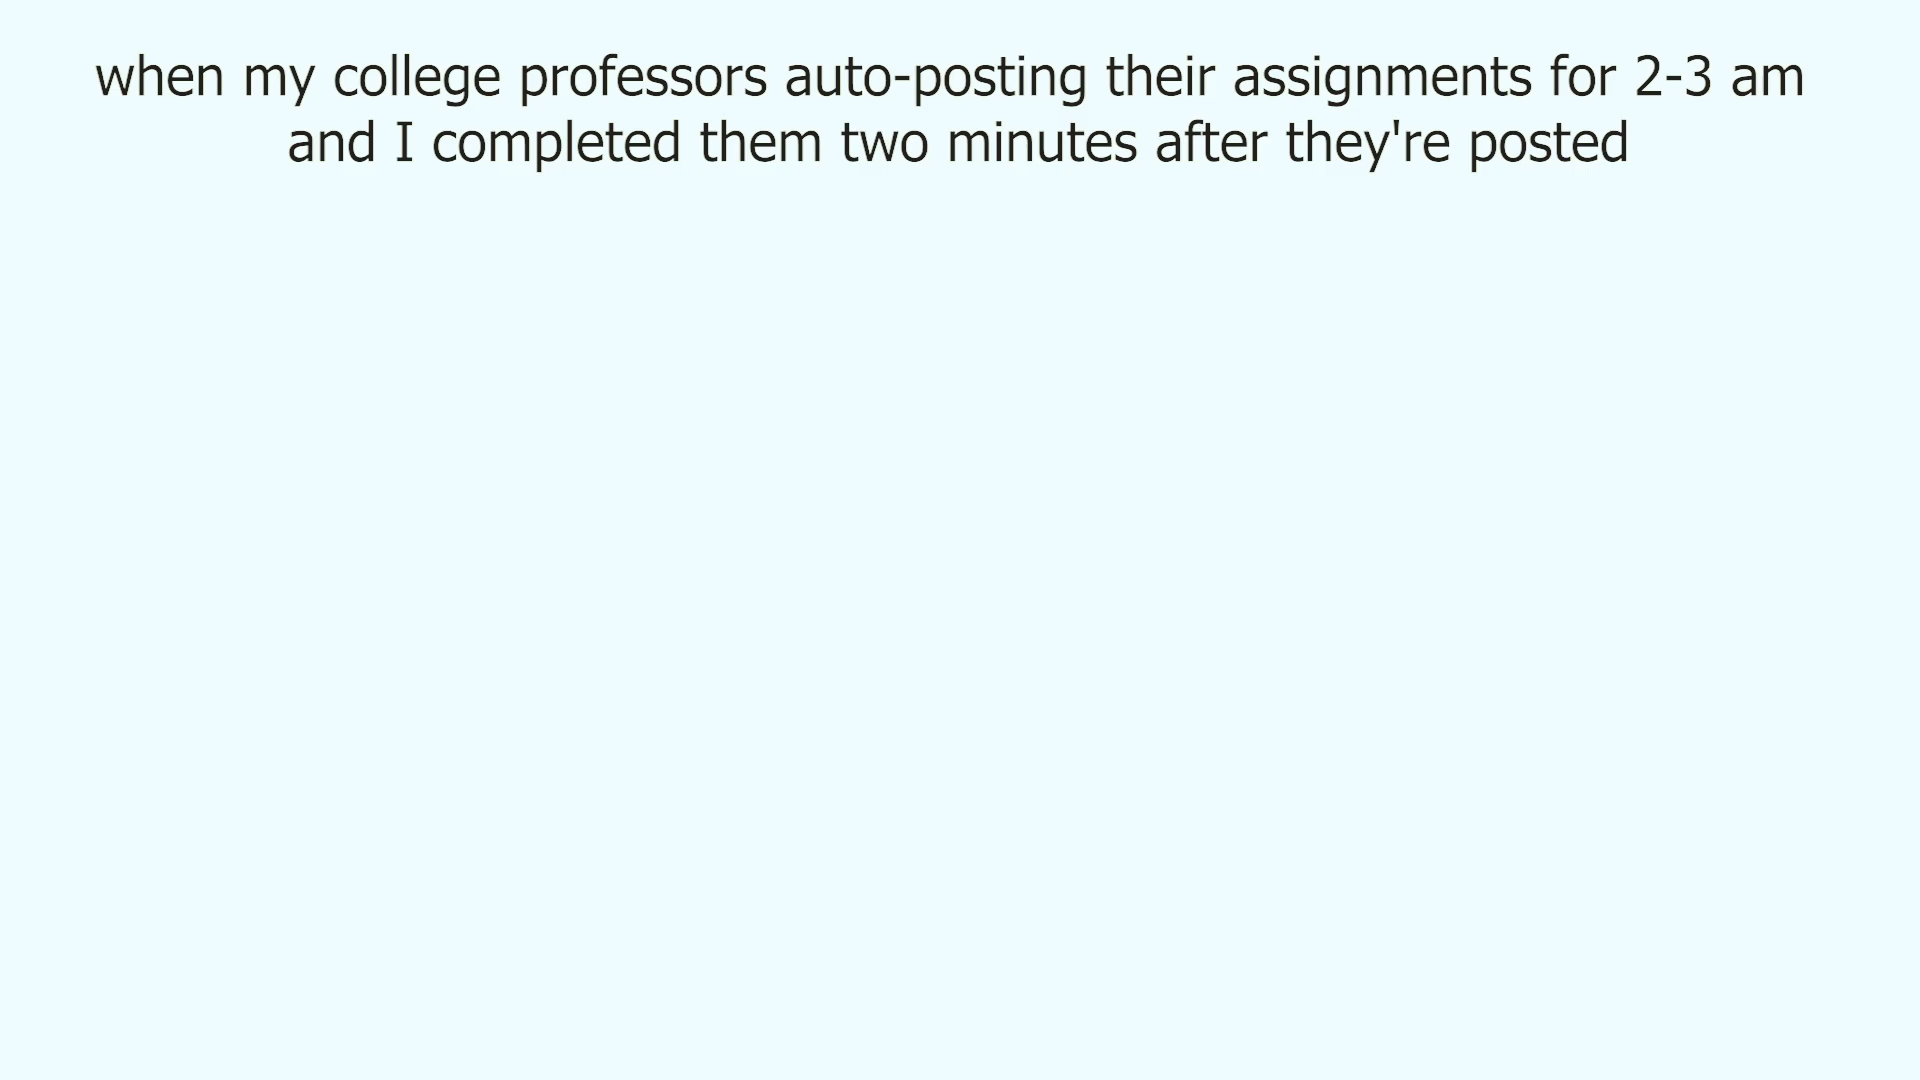 when my college professors auto-posting their assignments for 2-3 am
and I completed them two minutes after they're posted